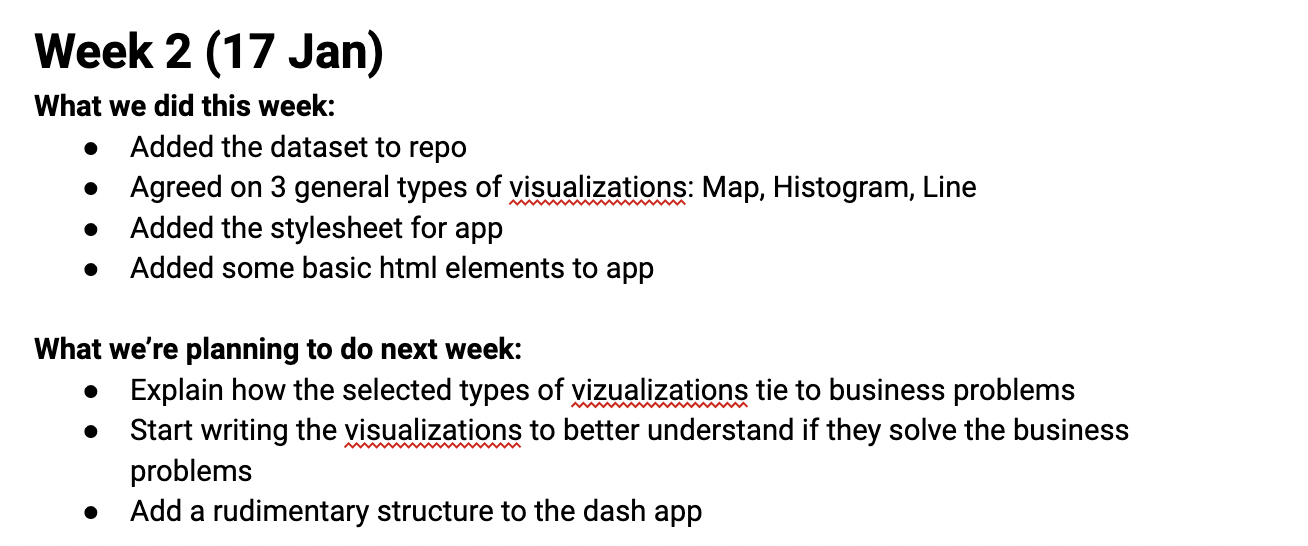 Week 2 (17 Jan)
What we did this week:
● Added the dataset to repo
● Agreed on 3 general types of visualizations: Map, Histogram, Line
● Added the stylesheet for app
● Added some basic html elements to app
What we’re planning to do next week:
● Explain how the selected types of vizualizations tie to business problems
● Start writing the visualizations to better understand if they solve the business
problems
● Add a rudimentary structure to the dash app